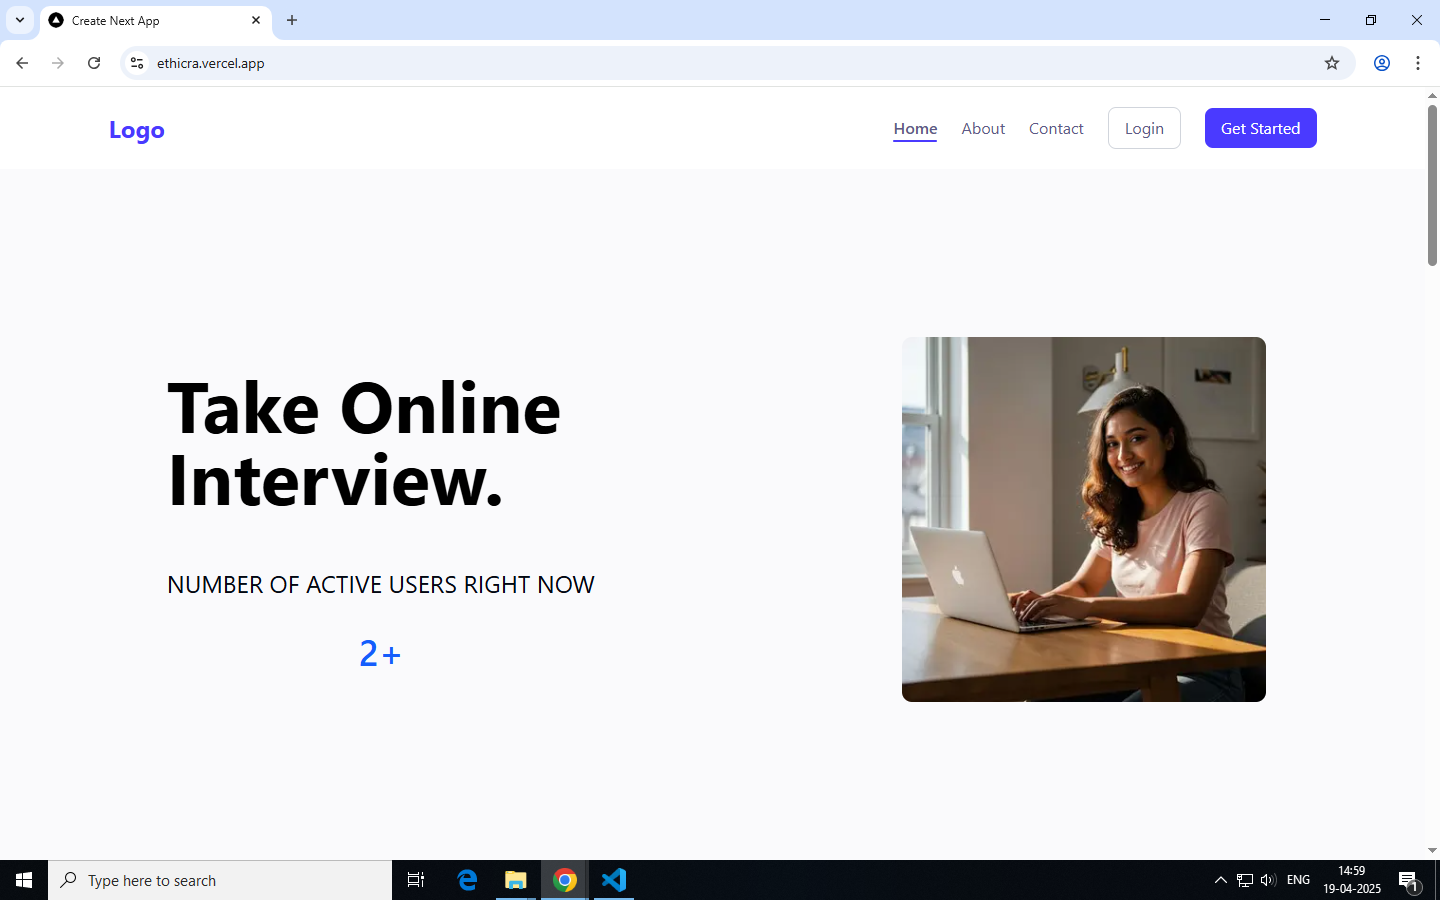 Create Next App
ethicra.vercel.app
Logo
Home
About
Contact
Login
Get Started
Take Online
Interview.
NUMBER OF ACTIVE USERS RIGHT NOW
2+
Type here to search
ENG
14:59
19-04-2025
1